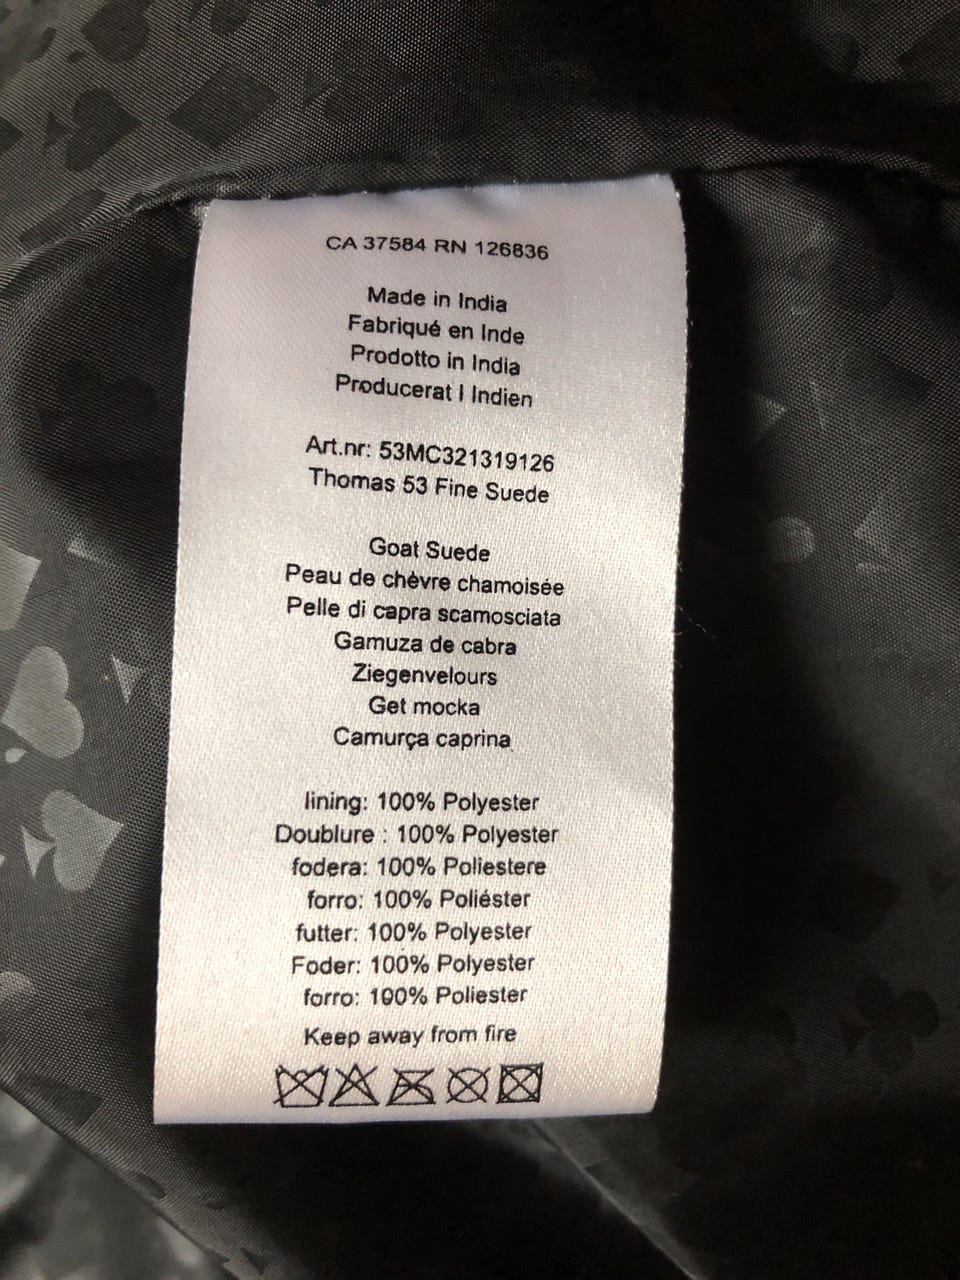 CA 37584 RN 126836
Made in India
Fabriqué en Inde
Prodotto in India
Producerat I Indien
Art.nr: 53MC321319126
Thomas 53 Fine Suede
Goat Suede
Peau de chèvre chamoisée
Pelle di capra scamosciata
Gamuza de cabra
Ziegenvelours
Get mocka
Camurça caprina
lining: 100% Polyester
Doublure : 100% Polyester
fodera: 100% Poliestere
forro: 100% Poliéster
futter: 100% Polyester
Foder: 100% Polyester
forro: 100% Poliester
Keep away from fire